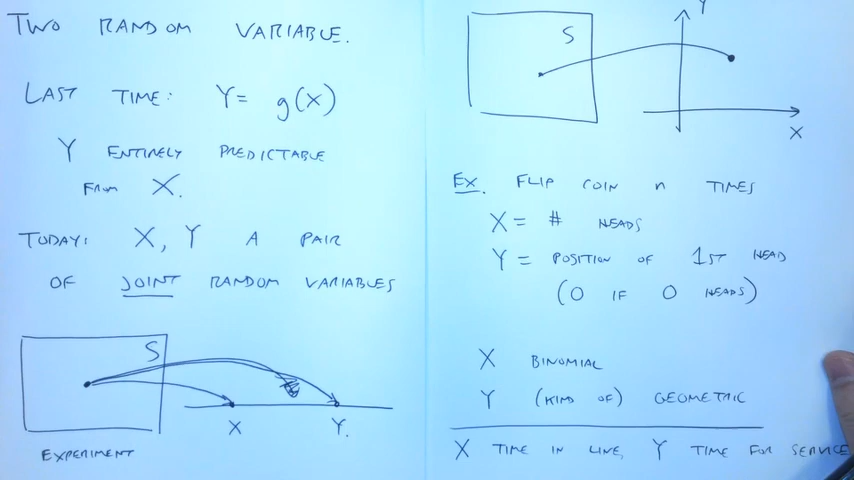 TWO RANDOM VARIABLE.
LAST TIME: Y= g(X)
Y ENTIRELY PREDICTABLE
FROM X.
TODAY: X, Y A PAIR
OF JOINT RANDOM VARIABLES
S
X Y.
EXPERIMENT
S
Y
X
EX. FLIP COIN n TIMES
X= # HEADS
Y = POSITION OF 1ST HEAD
(0 IF 0 HEADS)
X BINOMIAL
Y (KIND OF) GEOMETRIC
X TIME IN LINE, Y TIME FOR SERVICE